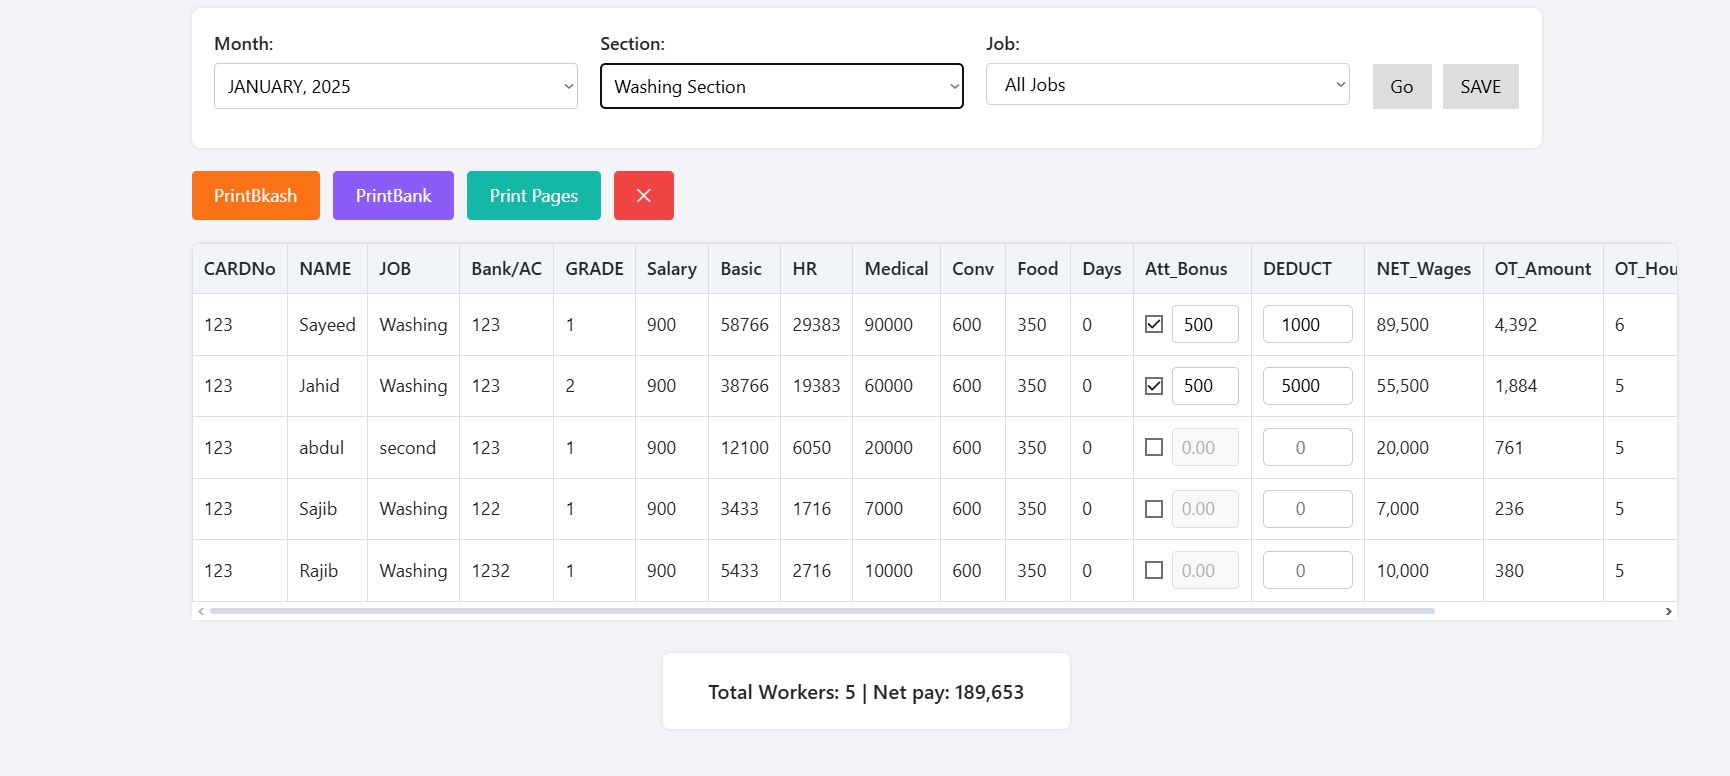 Month: Section: Job:
JANUARY, 2025 Washing Section All Jobs Go SAVE
PrintBkash PrintBank Print Pages
CARDNo NAME JOB Bank/AC GRADE Salary Basic HR Medical Conv Food Days Att_Bonus DEDUCT NET_Wages OT_Amount OT_Hou
123 Sayeed Washing 123 1 900 58766 29383 90000 600 350 0 500 1000 89,500 4,392 6
123 Jahid Washing 123 2 900 38766 19383 60000 600 350 0 500 5000 55,500 1,884 5
123 abdul second 123 1 900 12100 6050 20000 600 350 0 0.00 0 20,000 761 5
123 Sajib Washing 122 1 900 3433 1716 7000 600 350 0 0.00 0 7,000 236 5
123 Rajib Washing 1232 1 900 5433 2716 10000 600 350 0 0.00 0 10,000 380 5
Total Workers: 5 | Net pay: 189,653